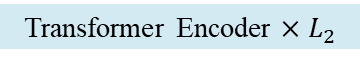 Transformer Encoder × L₂